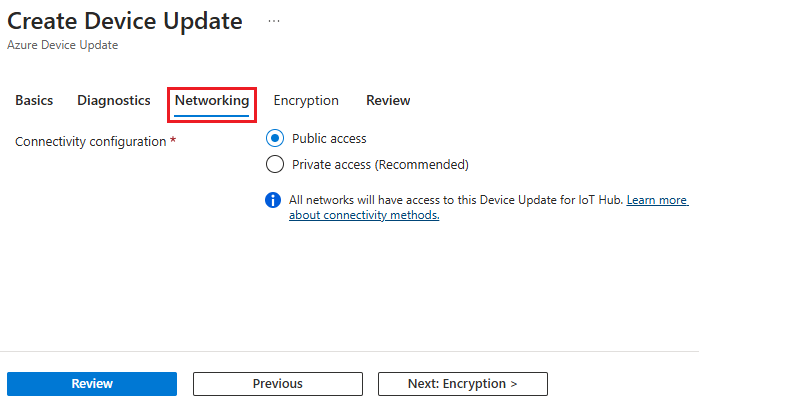 Create Device Update ...
Azure Device Update
Basics Diagnostics Networking Encryption Review
Connectivity configuration *
Public access
Private access (Recommended)
All networks will have access to this Device Update for IoT Hub. Learn more
about connectivity methods.
Review Previous Next: Encryption >